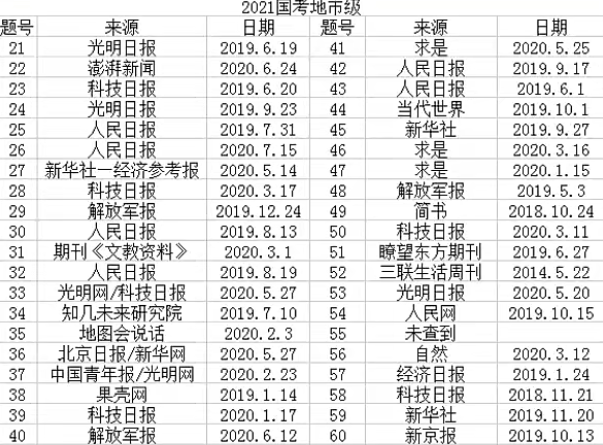 2021国考地市级
题号 来源 日期 题号 来源 日期
21 光明日报 2019.6.19 41 求是 2020.5.25
22 澎湃新闻 2020.6.24 42 人民日报 2019.9.17
23 科技日报 2019.6.20 43 人民日报 2019.6.1
24 光明日报 2019.9.23 44 当代世界 2019.10.1
25 人民日报 2019.7.31 45 新华社 2019.9.27
26 人民日报 2020.7.15 46 求是 2020.3.16
27 新华社一经济参考报 2020.5.14 47 求是 2020.1.15
28 科技日报 2020.3.17 48 解放军报 2019.5.3
29 解放军报 2019.12.24 49 简书 2018.10.24
30 人民日报 2019.8.13 50 科技日报 2020.3.11
31 期刊《文教资料》 2020.3.1 51 瞭望东方期刊 2019.6.27
32 人民日报 2019.8.19 52 三联生活周刊 2014.5.22
33 光明网/科技日报 2020.5.27 53 光明日报 2020.5.20
34 知几未来研究院 2019.7.10 54 人民网 2019.10.15
35 地图会说话 2020.2.3 55 未查到
36 北京日报/新华网 2020.5.27 56 自然 2020.3.12
37 中国青年报/光明网 2020.2.23 57 经济日报 2019.1.24
38 果壳网 2019.1.14 58 科技日报 2018.11.21
39 科技日报 2020.1.17 59 新华社 2019.11.20
40 解放军报 2020.6.12 60 新京报 2019.10.13